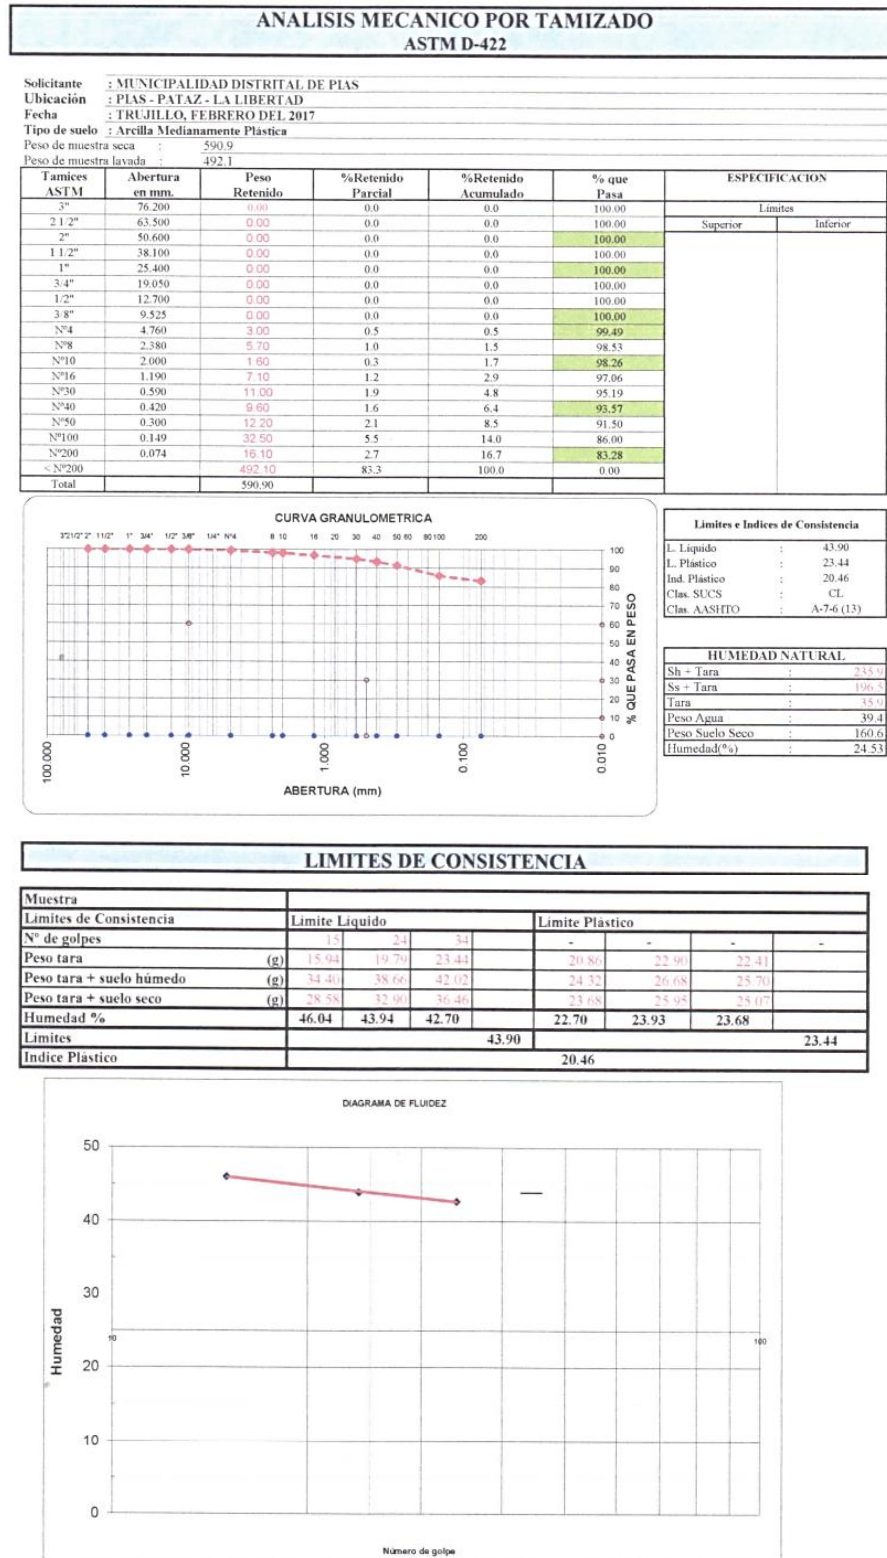 ANALISIS MECANICO POR TAMIZADO
ASTM D-422
Solicitante : MUNICIPALIDAD DISTRITAL DE PIAS
Ubicación : PIAS - PATAZ - LA LIBERTAD
Fecha : TRUJILLO, FEBRERO DEL 2017
Tipo de suelo : Arcilla Medianamente Plástica
Peso de muestra seca : 590.9
Peso de muestra lavada : 492.1
Tamices Abertura Peso %Retenido %Retenido % que ESPECIFICACION
ASTM en mm. Retenido Parcial Acumulado Pasa
3" 76.200 0.00 0.0 0.0 100.00 Límites
2 1/2" 63.500 0.00 0.0 0.0 100.00 Superior Inferior
2" 50.600 0.00 0.0 0.0 100.00
1 1/2" 38.100 0.00 0.0 0.0 100.00
1" 25.400 0.00 0.0 0.0 100.00
3/4" 19.050 0.00 0.0 0.0 100.00
1/2" 12.700 0.00 0.0 0.0 100.00
3/8" 9.525 0.00 0.0 0.0 100.00
Nº4 4.760 3.00 0.5 0.5 99.49
Nº8 2.380 5.70 1.0 1.5 98.53
Nº10 2.000 1.60 0.3 1.7 98.26
Nº16 1.190 7.10 1.2 2.9 97.06
Nº30 0.590 11.00 1.9 4.8 95.19
Nº40 0.420 9.60 1.6 6.4 93.57
Nº50 0.300 12.20 2.1 8.5 91.50
Nº100 0.149 32.50 5.5 14.0 86.00
Nº200 0.074 16.10 2.7 16.7 83.28
< Nº200 492.10 83.3 100.0 0.00
Total 590.90
CURVA GRANULOMETRICA
3" 2 1/2" 2" 1 1/2" 1" 3/4" 1/2" 3/8" 1/4" Nº4 8 10 16 20 30 40 50 60 80 100 200
100
90
80
70
60
50
40
30
20
10
0
% QUE PASA EN PESO
100.000 10.000 1.000 0.100 0.010
ABERTURA (mm)
Limites e Indices de Consistencia
L. Líquido : 43.90
L. Plástico : 23.44
Ind. Plástico : 20.46
Clas. SUCS : CL
Clas. AASHTO : A-7-6 (13)
HUMEDAD NATURAL
Sh + Tara : 235.9
Ss + Tara : 196.5
Tara : 35.9
Peso Agua : 39.4
Peso Suelo Seco : 160.6
Humedad(%) : 24.53
LIMITES DE CONSISTENCIA
Muestra
Limites de Consistencia Limite Líquido Limite Plástico
Nº de golpes 15 24 34 - - - -
Peso tara (g) 15.94 19.79 23.44 20.86 22.90 22.41
Peso tara + suelo húmedo (g) 34.40 38.66 42.02 24.32 26.68 25.70
Peso tara + suelo seco (g) 28.58 32.90 36.46 23.68 25.95 25.07
Humedad % 46.04 43.94 42.70 22.70 23.93 23.68
Limites 43.90 23.44
Indice Plástico 20.46
DIAGRAMA DE FLUIDEZ
50
40
30
20
10
0
Humedad
10 100
Número de golpe